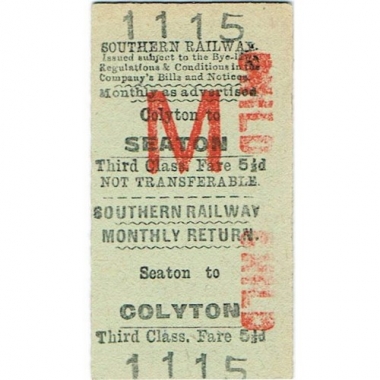 1115
SOUTHERN RAILWAY.
Issued subject to the Bye-laws
Regulations & Conditions in the
Company's Bills and Notices.
Monthly as advertised
Colyton to
SEATON
M
Third Class. Fare 5½d
NOT TRANSFERABLE.
CHILD
SOUTHERN RAILWAY
MONTHLY RETURN.
Seaton to
COLYTON
Third Class. Fare 5½d
CHILD
1115